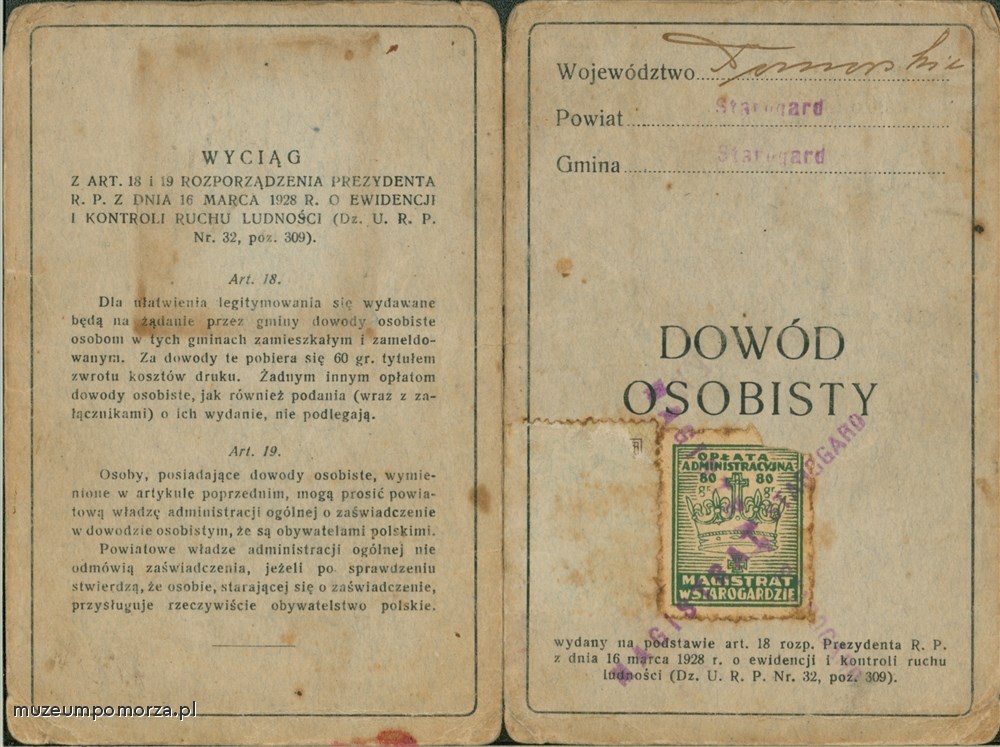 WYCIĄG
Z ART. 18 i 19 ROZPORZĄDZENIA PREZYDENTA
R. P. Z DNIA 16 MARCA 1928 R. O EWIDENCJI
I KONTROLI RUCHU LUDNOŚCI (Dz. U. R. P.
Nr. 32, poz. 309).
Art. 18.
Dla ułatwienia legitymowania się wydawane
będą na żądanie przez gminy dowody osobiste
osobom w tych gminach zamieszkałym i zameldo-
wanym. Za dowody te pobiera się 60 gr. tytułem
zwrotu kosztów druku. Żadnym innym opłatom
dowody osobiste, jak również podania (wraz z za-
łącznikami) o ich wydanie, nie podlegają.
Art. 19.
Osoby, posiadające dowody osobiste, wymie-
nione w artykule poprzednim, mogą prosić powia-
tową władzę administracji ogólnej o zaświadczenie
w dowodzie osobistym, że są obywatelami polskimi.
Powiatowe władze administracji ogólnej nie
odmówią zaświadczenia, jeżeli po sprawdzeniu
stwierdzą, że osobie, starającej się o zaświadczenie,
przysługuje rzeczywiście obywatelstwo polskie.
muzeumpomorza.pl
Województwo Pomorskie
Powiat Starogard
Gmina Starogard
DOWÓD
OSOBISTY
OPŁATA
ADMINISTRACYJNA
80 80
gr. gr.
MAGISTRAT
W STAROGARDZIE
MAGISTRAT STAROGARD
wydany na podstawie art. 18 rozp. Prezydenta R. P.
z dnia 16 marca 1928 r. o ewidencji i kontroli ruchu
ludności (Dz. U. R. P. Nr. 32, poz. 309).